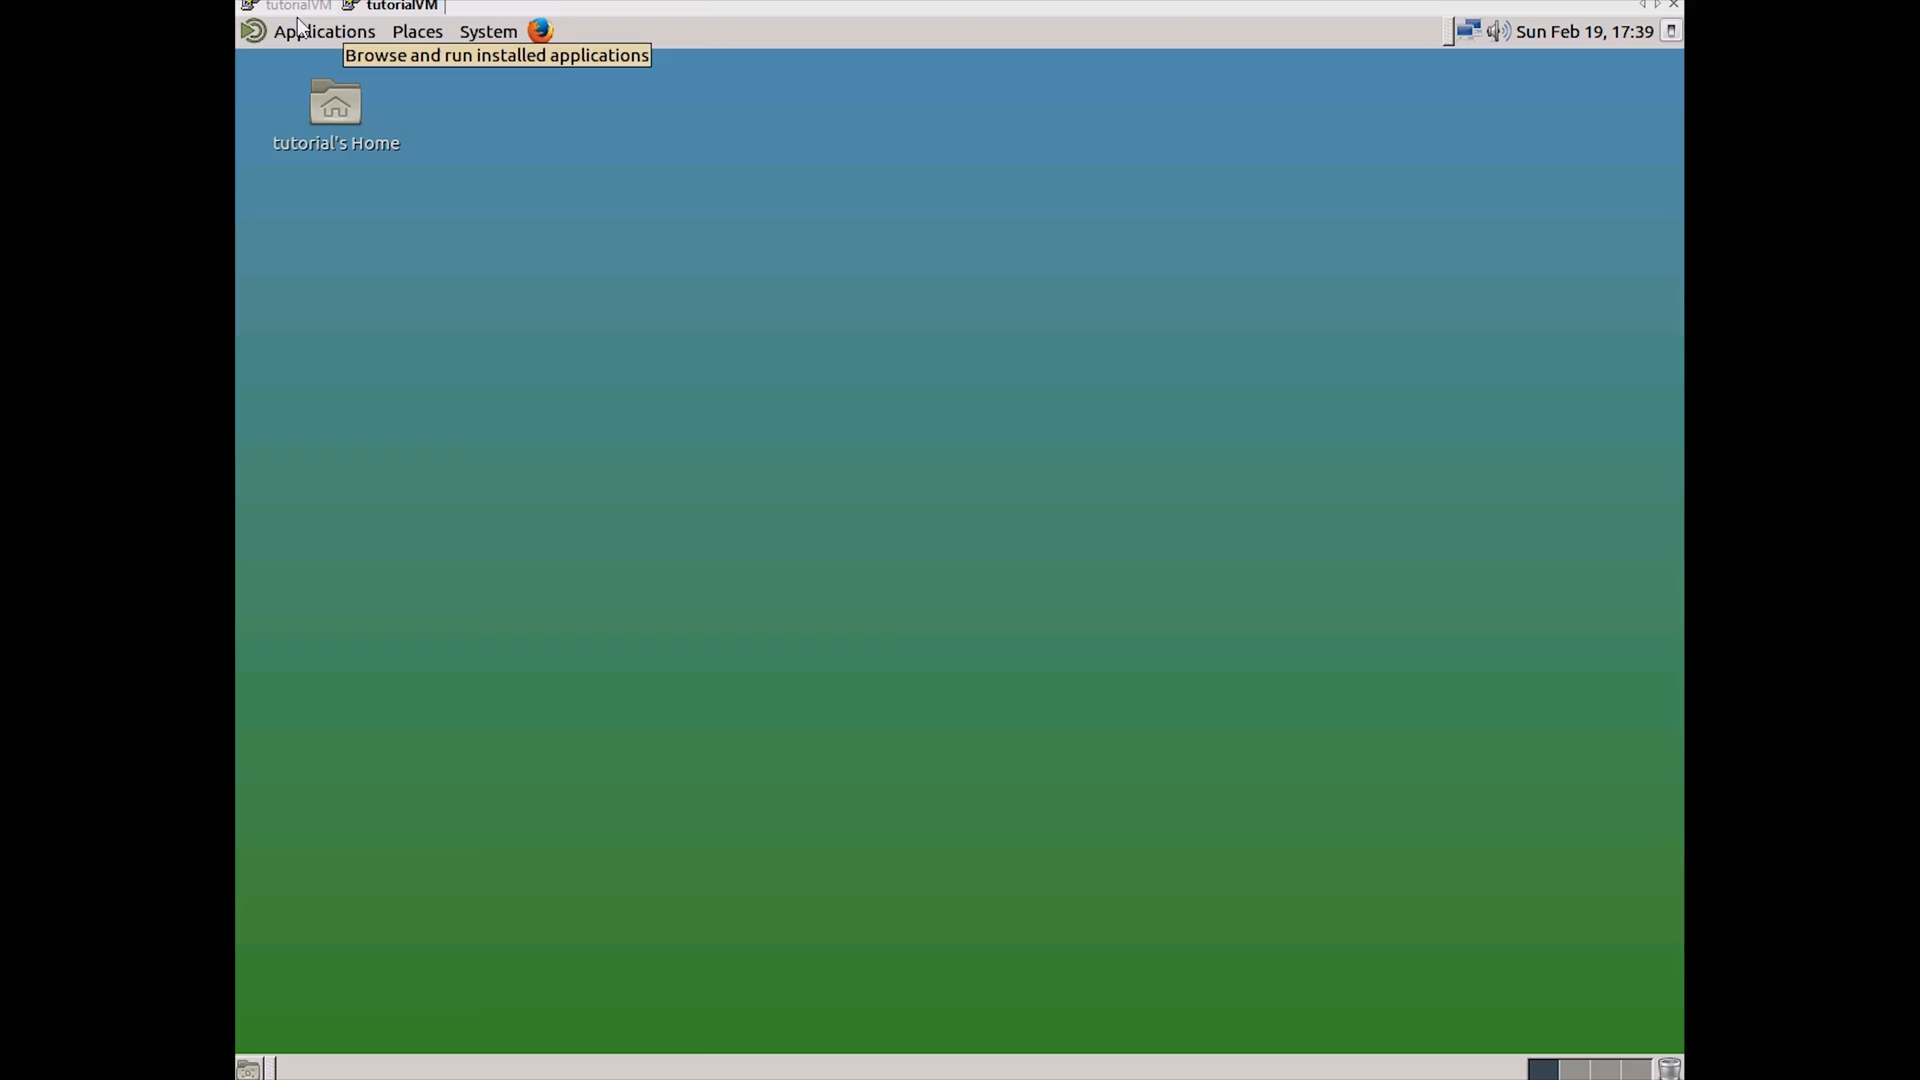 tutorialVM tutorialVM
Applications Places System Sun Feb 19, 17:39
Browse and run installed applications
tutorial's Home